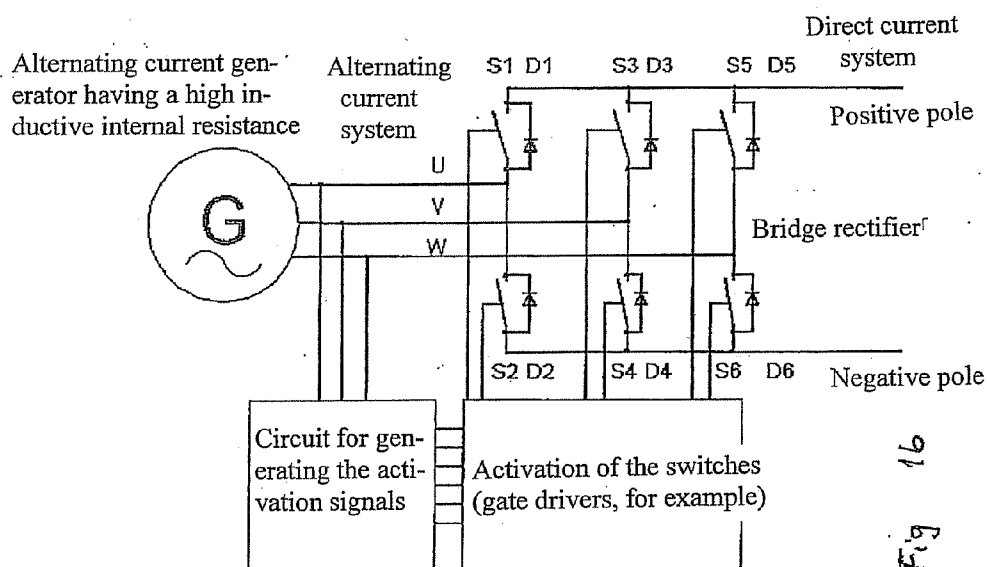 Alternating current gen-
erator having a high in-
ductive internal resistance
Alternating
current
system
S1 D1
S3 D3
S5 D5
Direct current
system
Positive pole
U
V
W
G
Bridge rectifier
S2 D2
S4 D4
S6 D6
Negative pole
Circuit for gen-
erating the acti-
vation signals
Activation of the switches
(gate drivers, for example)
Fig 16